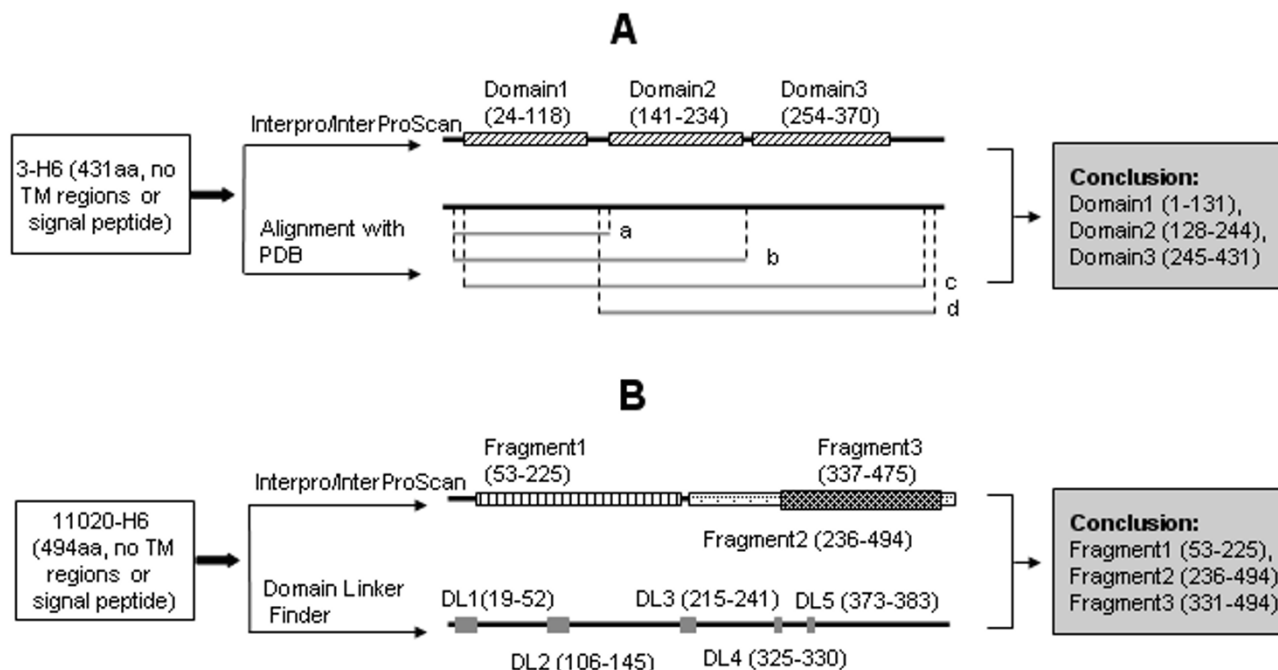 A
Domain1
(24-118)
Domain2
(141-234)
Domain3
(254-370)
Interpro/InterProScan
3-H6 (431aa, no
TM regions or
signal peptide)
Alignment with
PDB
a
b
c
d
Conclusion:
Domain1 (1-131),
Domain2 (128-244),
Domain3 (245-431)
B
Fragment1
(53-225)
Fragment3
(337-475)
Interpro/InterProScan
Fragment2 (236-494)
11020-H6
(494aa, no TM
regions or
signal peptide)
Domain Linker
Finder
DL1(19-52)
DL3 (215-241)
DL5 (373-383)
DL2 (106-145)
DL4 (325-330)
Conclusion:
Fragment1 (53-225),
Fragment2 (236-494)
Fragment3 (331-494)